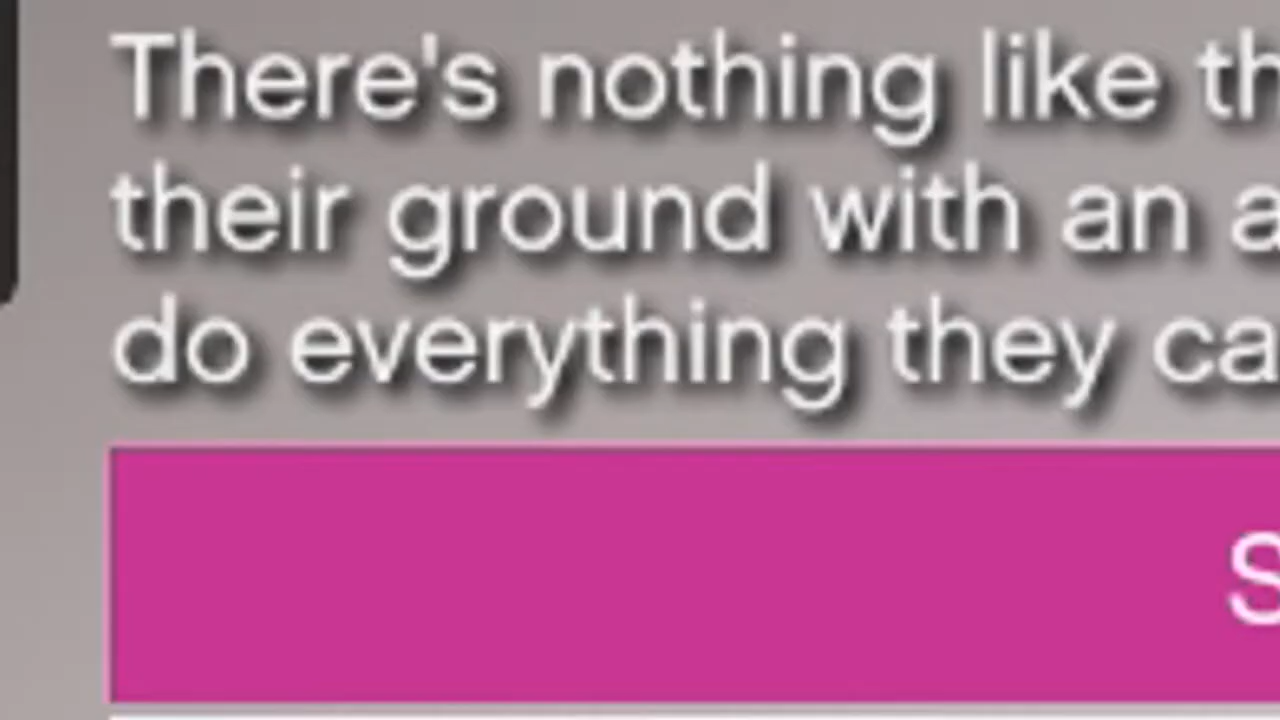 There's nothing like th
their ground with an a
do everything they ca
S